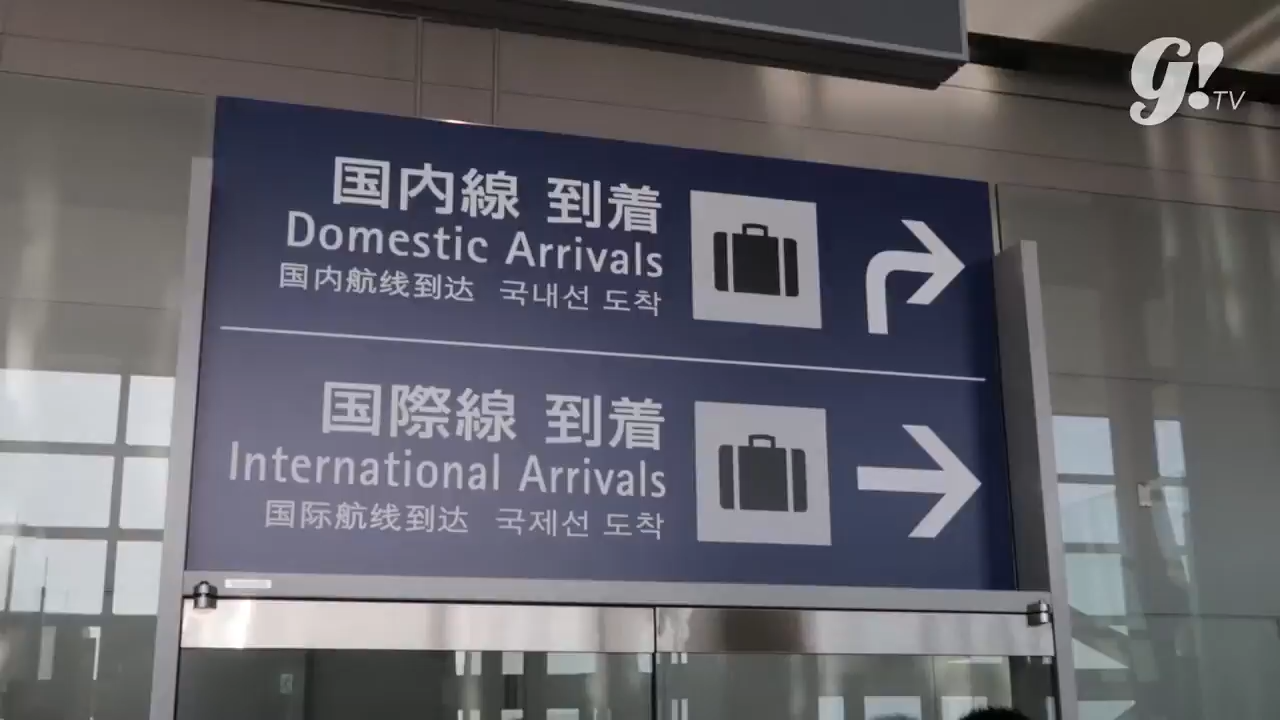 g! TV
国内線 到着
Domestic Arrivals
国内航线到达 국내선 도착
国際線 到着
International Arrivals
国际航线到达 국제선 도착